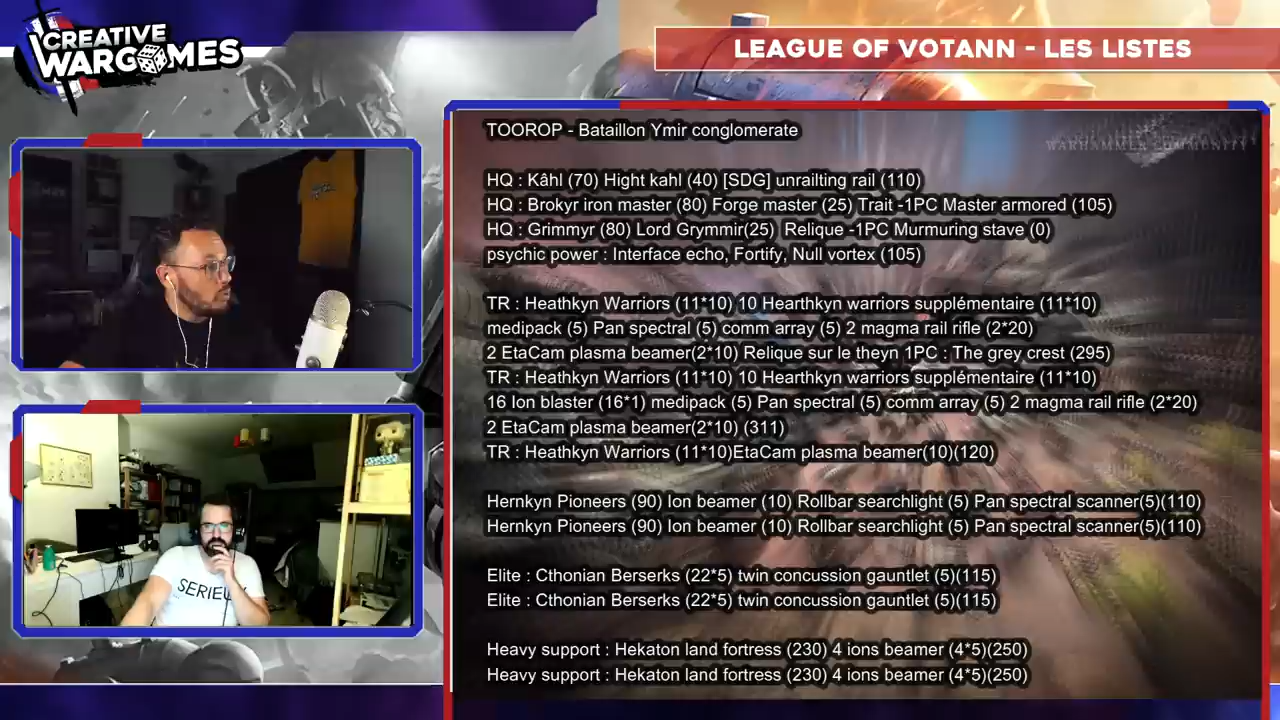 CREATIVE
WARGAMES
LEAGUE OF VOTANN - LES LISTES
WARHAMMER COMMUNITY
TOOROP - Bataillon Ymir conglomerate
HQ : Kâhl (70) Hight kahl (40) [SDG] unrailting rail (110)
HQ : Brokyr iron master (80) Forge master (25) Trait -1PC Master armored (105)
HQ : Grimmyr (80) Lord Grymmir(25)  Relique -1PC Murmuring stave (0)
psychic power : Interface echo, Fortify, Null vortex (105)
TR : Heathkyn Warriors (11*10) 10 Hearthkyn warriors supplémentaire (11*10)
medipack (5) Pan spectral (5) comm array (5) 2 magma rail rifle (2*20)
2 EtaCam plasma beamer(2*10) Relique sur le theyn 1PC : The grey crest (295)
TR : Heathkyn Warriors (11*10) 10 Hearthkyn warriors supplémentaire (11*10)
16 Ion blaster (16*1) medipack (5) Pan spectral (5) comm array (5) 2 magma rail rifle (2*20)
2 EtaCam plasma beamer(2*10) (311)
TR : Heathkyn Warriors (11*10)EtaCam plasma beamer(10)(120)
Hernkyn Pioneers (90) Ion beamer (10) Rollbar searchlight (5) Pan spectral scanner(5)(110)
Hernkyn Pioneers (90) Ion beamer (10) Rollbar searchlight (5) Pan spectral scanner(5)(110)
Elite : Cthonian Berserks (22*5) twin concussion gauntlet (5)(115)
Elite : Cthonian Berserks (22*5) twin concussion gauntlet (5)(115)
Heavy support : Hekaton land fortress (230) 4 ions beamer (4*5)(250)
Heavy support : Hekaton land fortress (230) 4 ions beamer (4*5)(250)